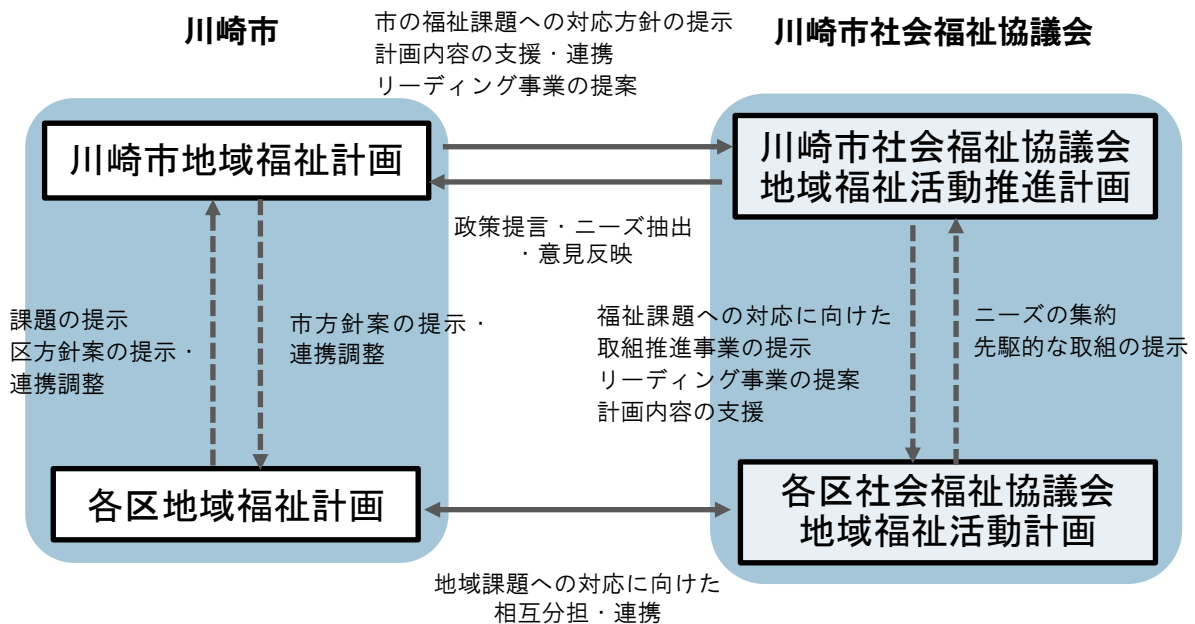 川崎市
市の福祉課題への対応方針の提示
計画内容の支援・連携
リーディング事業の提案
川崎市社会福祉協議会
川崎市地域福祉計画
川崎市社会福祉協議会
地域福祉活動推進計画
政策提言・ニーズ抽出
・意見反映
課題の提示
区方針案の提示・
連携調整
市方針案の提示・
連携調整
福祉課題への対応に向けた
取組推進事業の提示
リーディング事業の提案
計画内容の支援
ニーズの集約
先駆的な取組の提示
各区地域福祉計画
各区社会福祉協議会
地域福祉活動計画
地域課題への対応に向けた
相互分担・連携